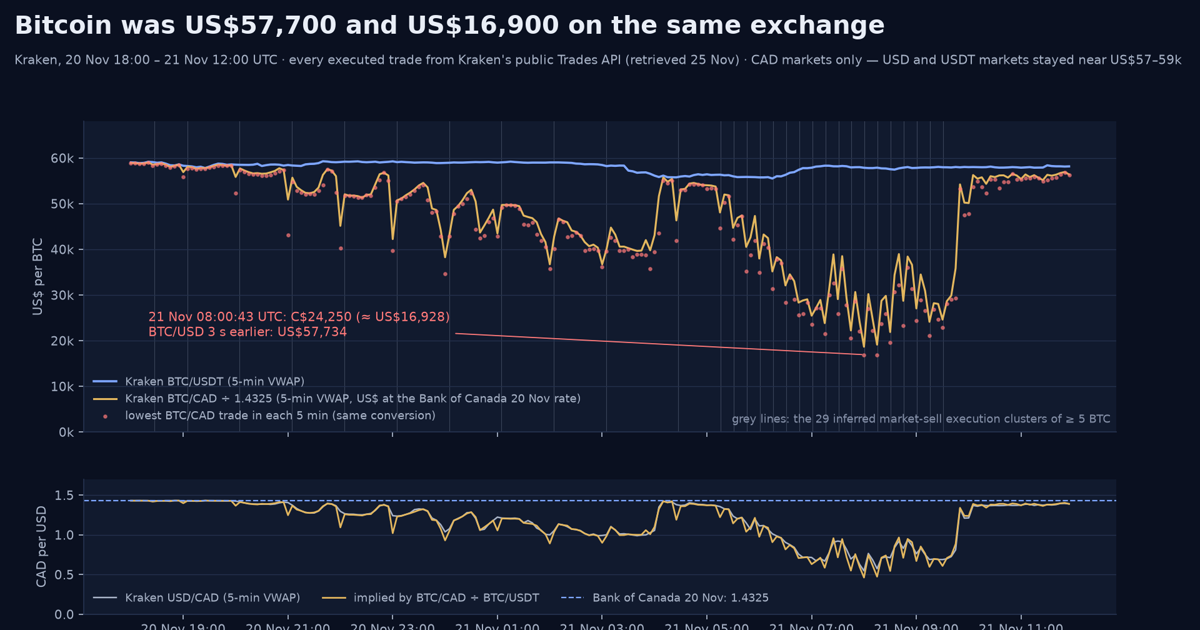 Bitcoin was US$57,700 and US$16,900 on the same exchange
Kraken, 20 Nov 18:00 – 21 Nov 12:00 UTC · every executed trade from Kraken's public Trades API (retrieved 25 Nov) · CAD markets only — USD and USDT markets stayed near US$57–59k
60k
50k
40k
30k
20k
10k
0k
US$ per BTC
21 Nov 08:00:43 UTC: C$24,250 (≈ US$16,928)
BTC/USD 3 s earlier: US$57,734
Kraken BTC/USDT (5-min VWAP)
Kraken BTC/CAD ÷ 1.4325 (5-min VWAP, US$ at the Bank of Canada 20 Nov rate)
lowest BTC/CAD trade in each 5 min (same conversion)
grey lines: the 29 inferred market-sell execution clusters of ≥ 5 BTC
1.5
1.0
0.5
0.0
CAD per USD
Kraken USD/CAD (5-min VWAP)
implied by BTC/CAD ÷ BTC/USDT
Bank of Canada 20 Nov: 1.4325
20 Nov 19:00
20 Nov 21:00
20 Nov 23:00
21 Nov 01:00
21 Nov 03:00
21 Nov 05:00
21 Nov 07:00
21 Nov 09:00
21 Nov 11:00